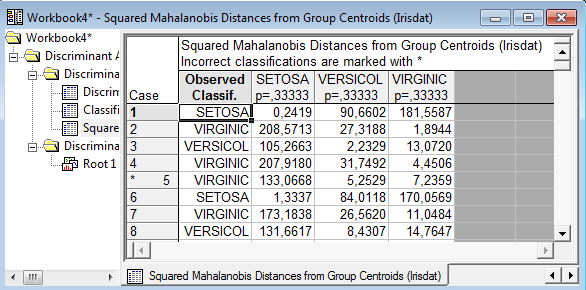 Workbook4* - Squared Mahalanobis Distances from Group Centroids (Irisdat)
Workbook4*
Discriminant A
Discrimina
Discrim
Classifi
Square
Discrimina
Root 1
Squared Mahalanobis Distances from Group Centroids (Irisdat)
Incorrect classifications are marked with *
Case Observed Classif. SETOSA p=,33333 VERSICOL p=,33333 VIRGINIC p=,33333
1 SETOSA 0,2419 90,6602 181,5587
2 VIRGINIC 208,5713 27,3188 1,8944
3 VERSICOL 105,2663 2,2329 13,0720
4 VIRGINIC 207,9180 31,7492 4,4506
* 5 VIRGINIC 133,0668 5,2529 7,2359
6 SETOSA 1,3337 84,0118 170,0569
7 VIRGINIC 173,1838 26,5620 11,0484
8 VERSICOL 131,6617 8,4307 14,7647
Squared Mahalanobis Distances from Group Centroids (Irisdat)